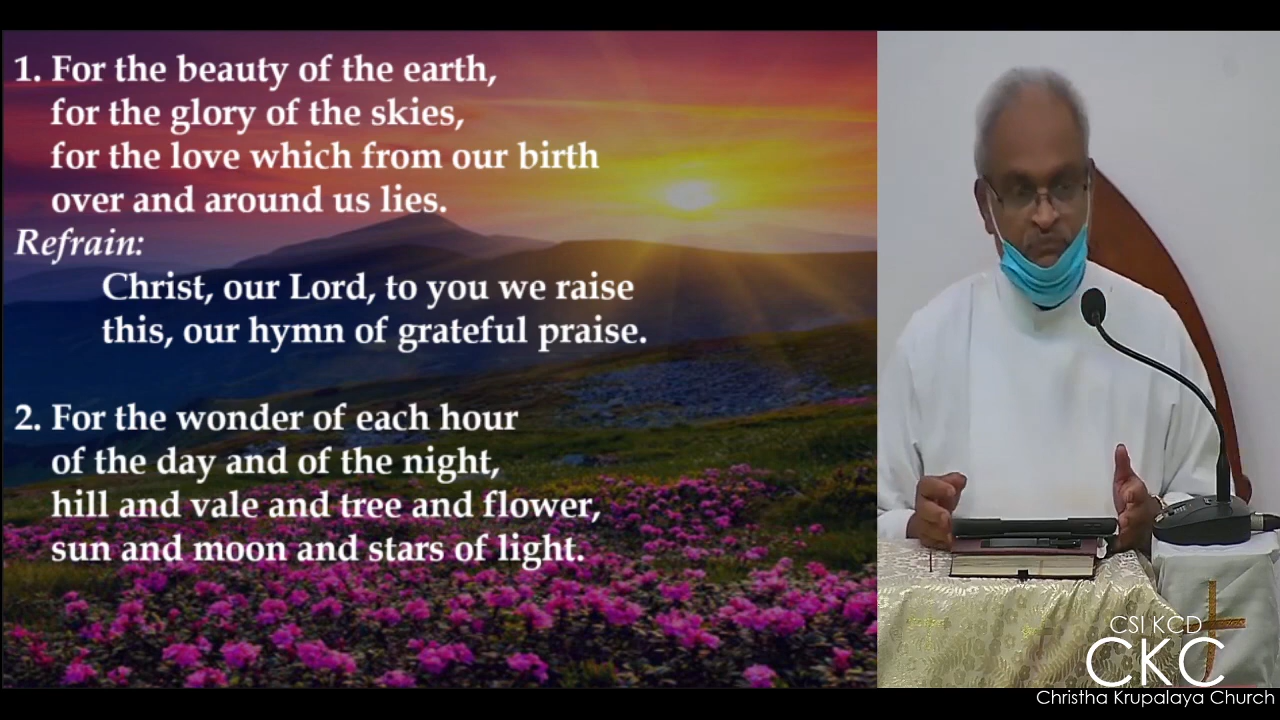 1. For the beauty of the earth,
for the glory of the skies,
for the love which from our birth
over and around us lies.
Refrain:
Christ, our Lord, to you we raise
this, our hymn of grateful praise.
2. For the wonder of each hour
of the day and of the night,
hill and vale and tree and flower,
sun and moon and stars of light.
CSI KCD
CKC
Christha Krupalaya Church